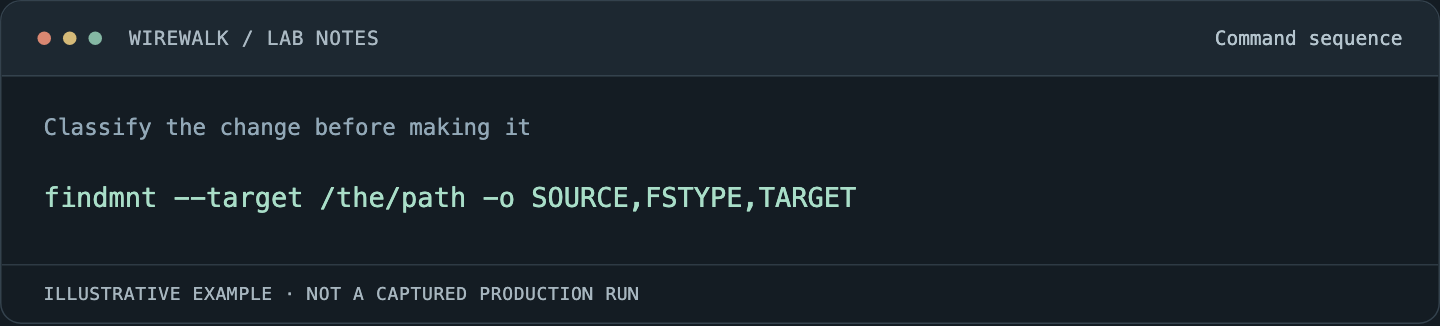 WIREWALK / LAB NOTES
Command sequence
Classify the change before making it
findmnt --target /the/path -o SOURCE,FSTYPE,TARGET
ILLUSTRATIVE EXAMPLE · NOT A CAPTURED PRODUCTION RUN